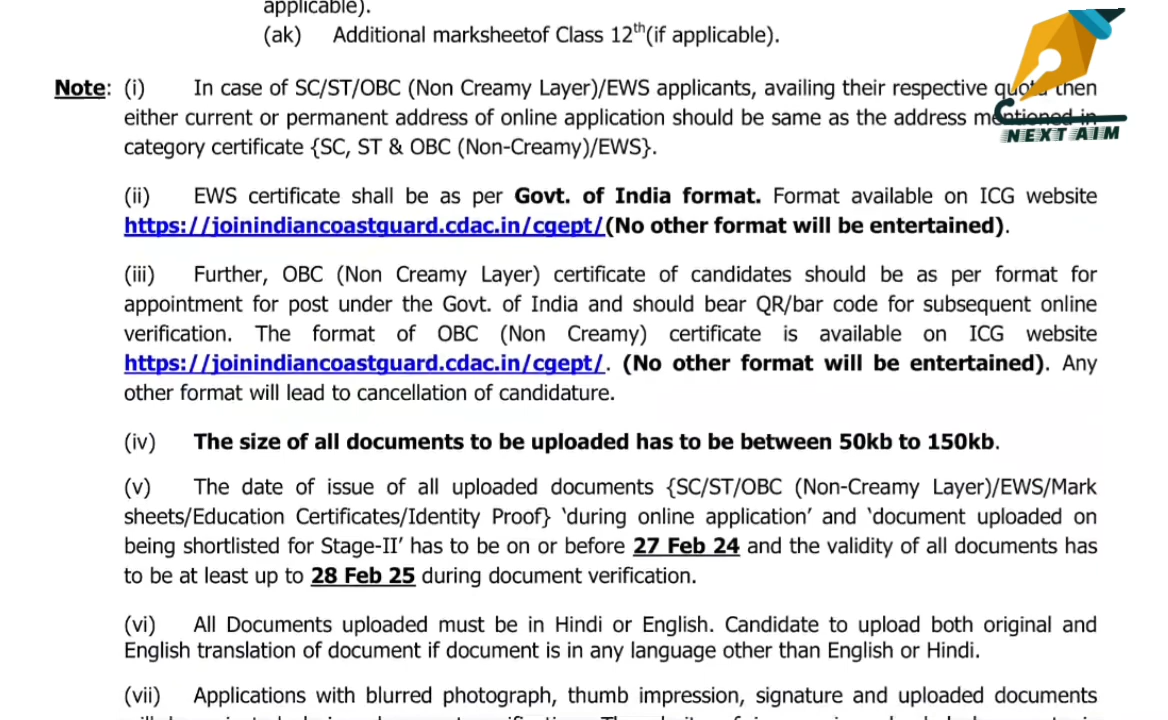 applicable).
(ak) Additional marksheetof Class 12th(if applicable).
Note: (i) In case of SC/ST/OBC (Non Creamy Layer)/EWS applicants, availing their respective quota then
either current or permanent address of online application should be same as the address mentioned in
category certificate {SC, ST & OBC (Non-Creamy)/EWS}.
NEXT AIM
(ii) EWS certificate shall be as per Govt. of India format. Format available on ICG website
https://joinindiancoastguard.cdac.in/cgept/(No other format will be entertained).
(iii) Further, OBC (Non Creamy Layer) certificate of candidates should be as per format for
appointment for post under the Govt. of India and should bear QR/bar code for subsequent online
verification. The format of OBC (Non Creamy) certificate is available on ICG website
https://joinindiancoastguard.cdac.in/cgept/. (No other format will be entertained). Any
other format will lead to cancellation of candidature.
(iv) The size of all documents to be uploaded has to be between 50kb to 150kb.
(v) The date of issue of all uploaded documents {SC/ST/OBC (Non-Creamy Layer)/EWS/Mark
sheets/Education Certificates/Identity Proof} ‘during online application’ and ‘document uploaded on
being shortlisted for Stage-II’ has to be on or before 27 Feb 24 and the validity of all documents has
to be at least up to 28 Feb 25 during document verification.
(vi) All Documents uploaded must be in Hindi or English. Candidate to upload both original and
English translation of document if document is in any language other than English or Hindi.
(vii) Applications with blurred photograph, thumb impression, signature and uploaded documents